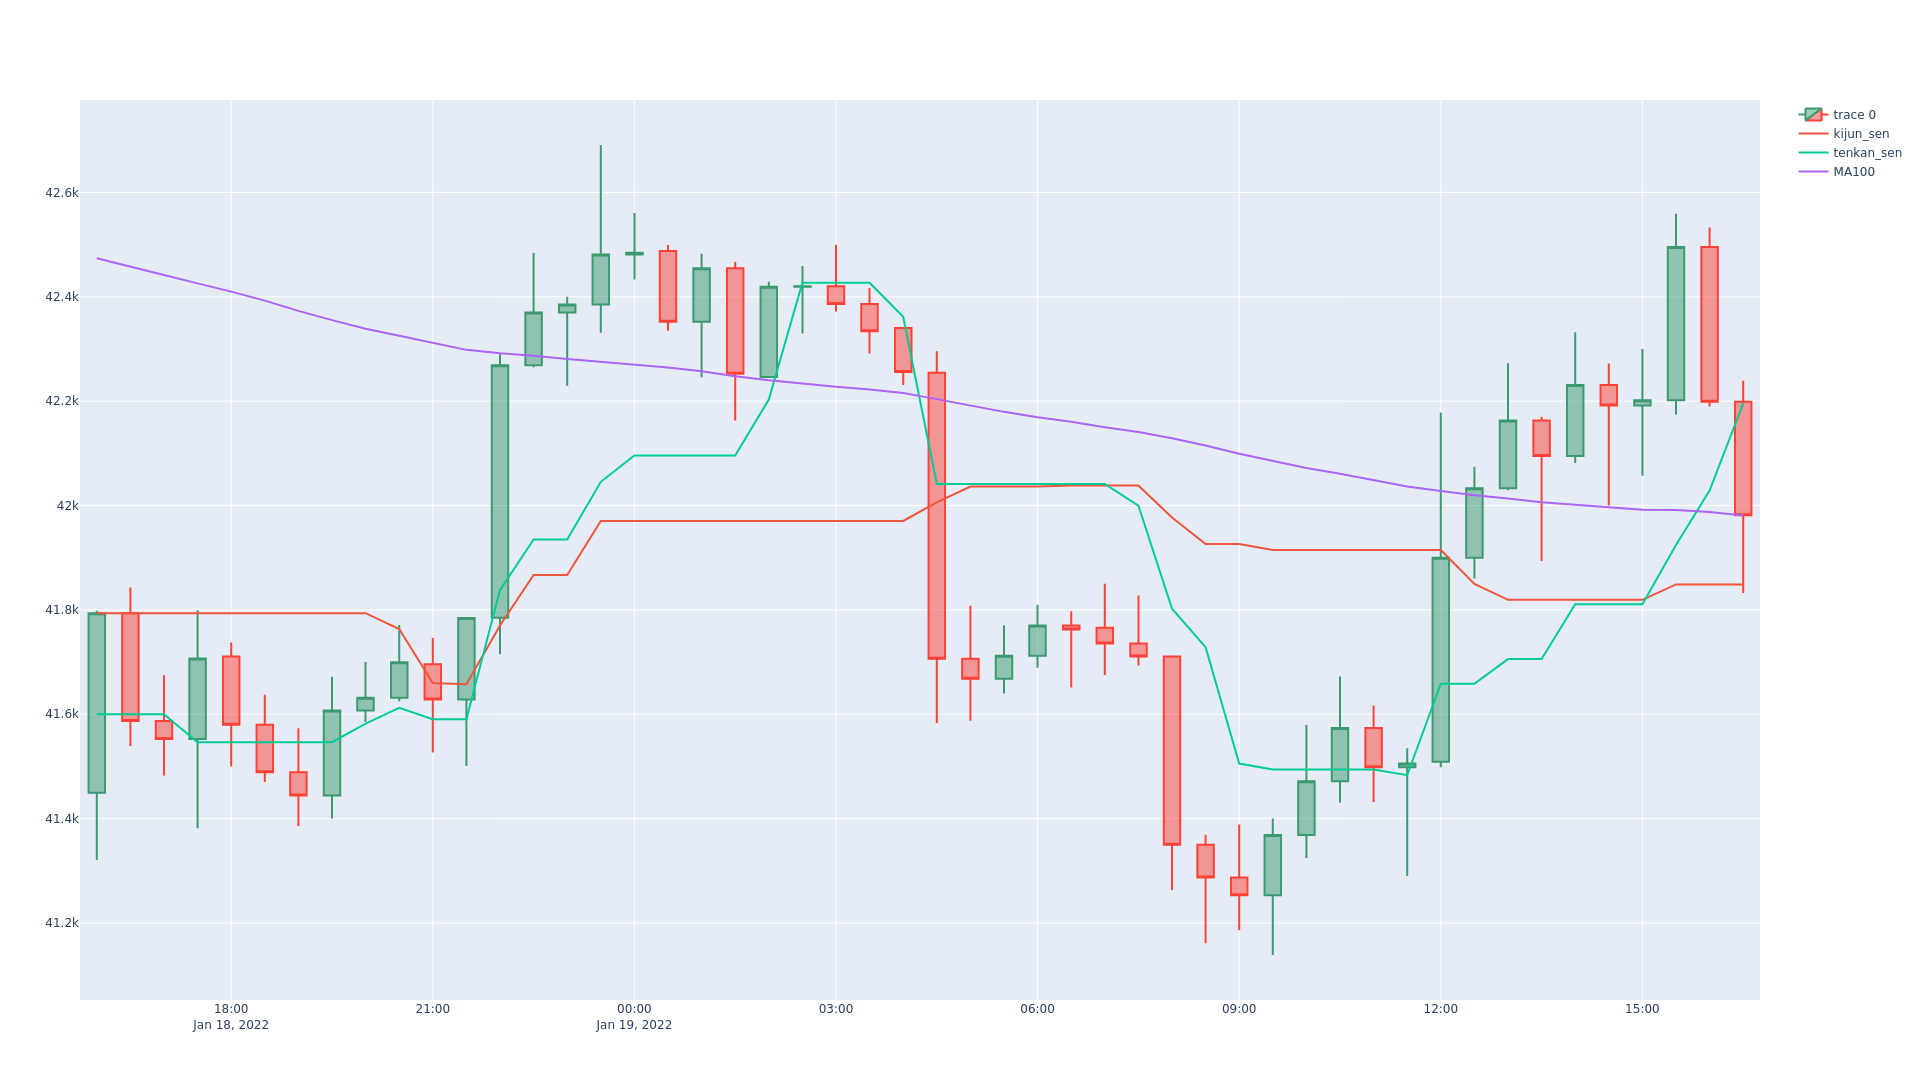 trace 0
kijun_sen
tenkan_sen
MA100
42.6k
42.4k
42.2k
42k
41.8k
41.6k
41.4k
41.2k
18:00
Jan 18, 2022
21:00
00:00
Jan 19, 2022
03:00
06:00
09:00
12:00
15:00